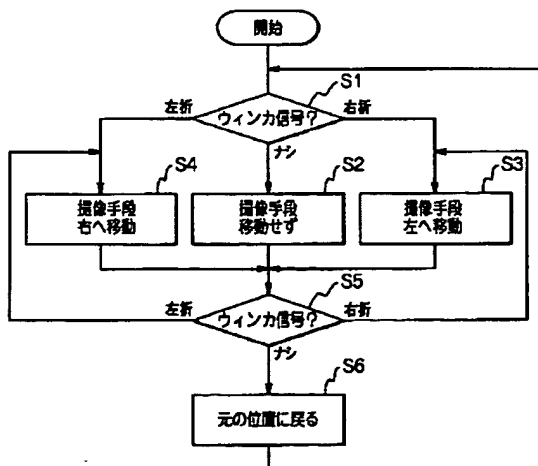 開始
S1
左折
ウィンカ信号?
右折
ナシ
S4
S2
S3
撮像手段
右へ移動
撮像手段
移動せず
撮像手段
左へ移動
S5
左折
ウィンカ信号?
右折
ナシ
S6
元の位置に戻る